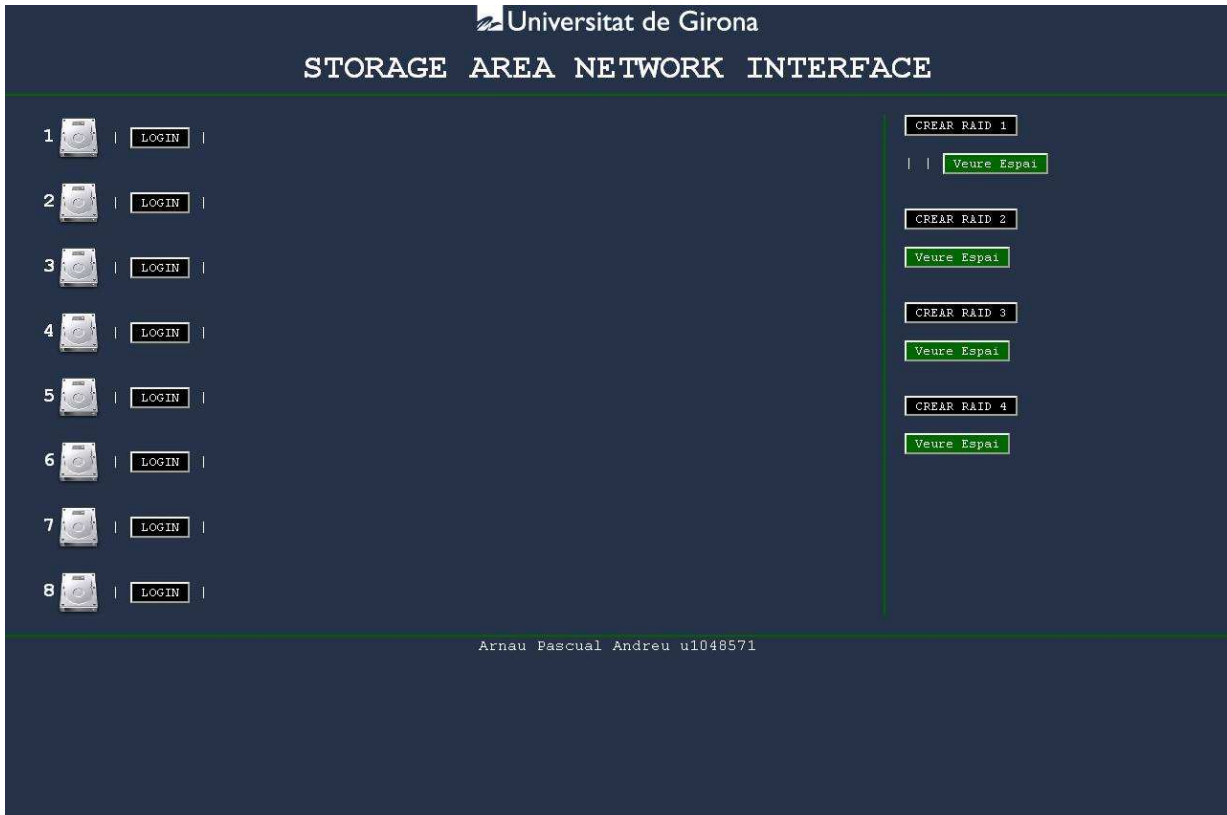 Universitat de Girona
STORAGE AREA NETWORK INTERFACE
1 | LOGIN |
2 | LOGIN |
3 | LOGIN |
4 | LOGIN |
5 | LOGIN |
6 | LOGIN |
7 | LOGIN |
8 | LOGIN |
CREAR RAID 1
| | Veure Espai
CREAR RAID 2
Veure Espai
CREAR RAID 3
Veure Espai
CREAR RAID 4
Veure Espai
Arnau Pascual Andreu u1048571